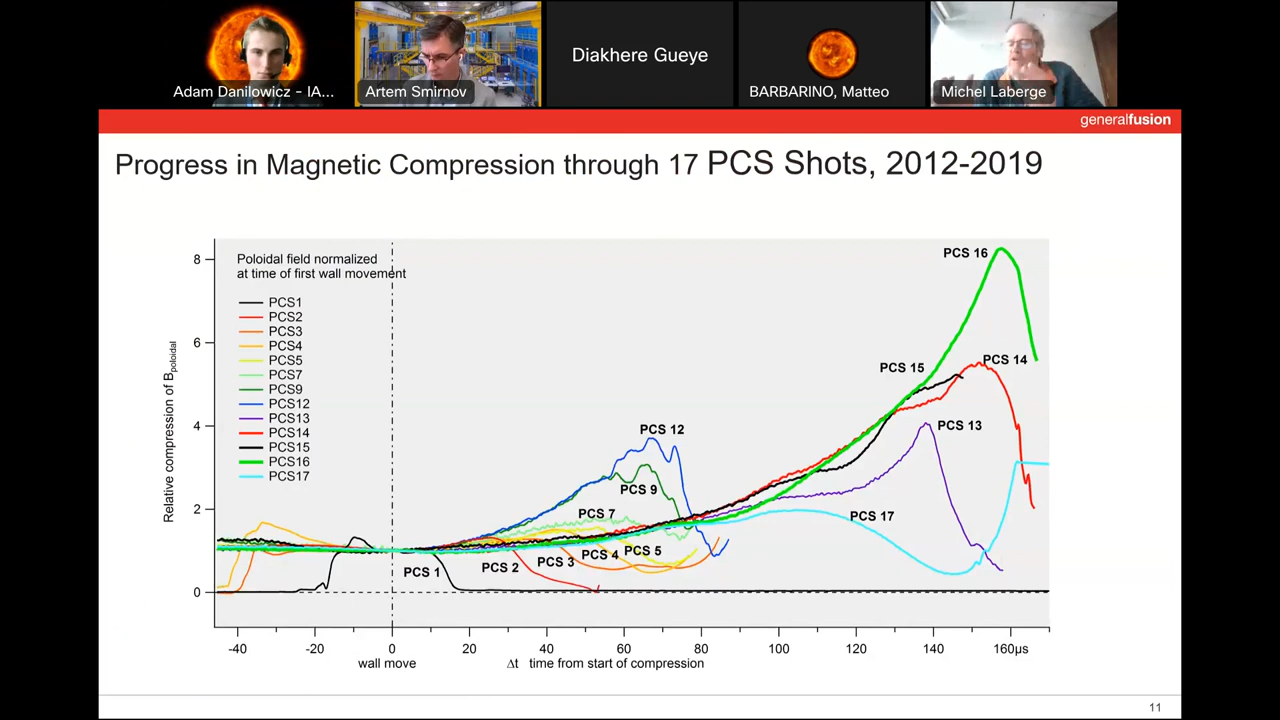 Adam Danilowicz - IA...
Artem Smirnov
Diakhere Gueye
BARBARINO, Matteo
Michel Laberge
generalfusion
Progress in Magnetic Compression through 17 PCS Shots, 2012-2019
Poloidal field normalized
at time of first wall movement
PCS1
PCS2
PCS3
PCS4
PCS5
PCS7
PCS9
PCS12
PCS13
PCS14
PCS15
PCS16
PCS17
Relative compression of Bpoloidal
8
6
4
2
0
PCS 16
PCS 15
PCS 14
PCS 12
PCS 13
PCS 9
PCS 7
PCS 17
PCS 1
PCS 2
PCS 3
PCS 4
PCS 5
-40 -20 0 20 40 60 80 100 120 140 160µs
wall move
Δt time from start of compression
11